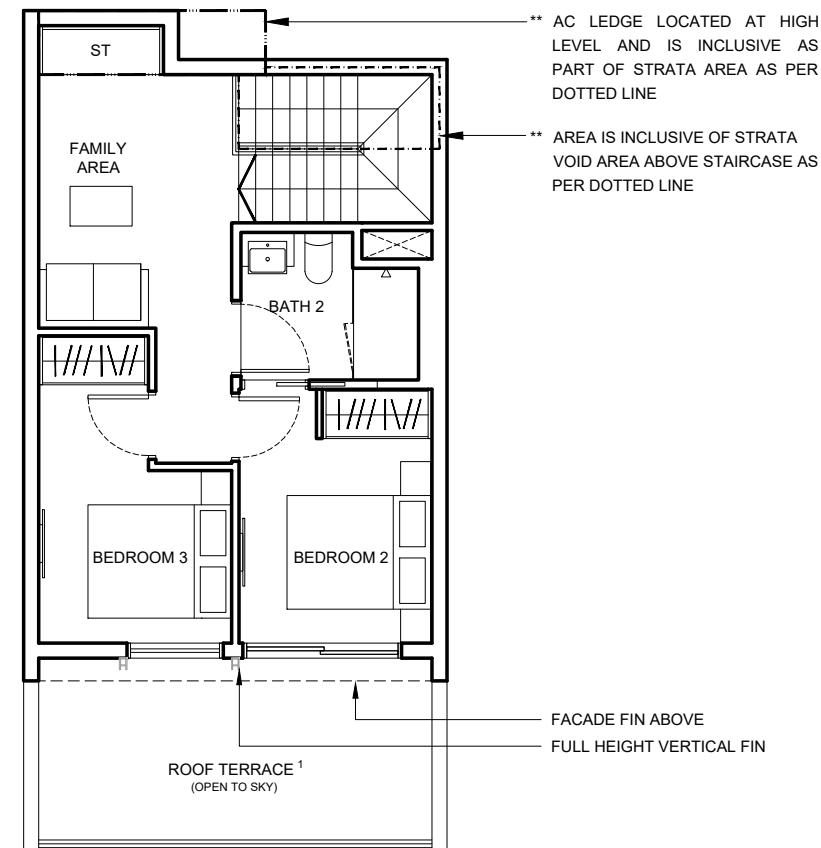 ** AC LEDGE LOCATED AT HIGH
LEVEL AND IS INCLUSIVE AS
PART OF STRATA AREA AS PER
DOTTED LINE
ST
** AREA IS INCLUSIVE OF STRATA
VOID AREA ABOVE STAIRCASE AS
PER DOTTED LINE
FAMILY
AREA
BATH 2
BEDROOM 3
BEDROOM 2
FACADE FIN ABOVE
FULL HEIGHT VERTICAL FIN
ROOF TERRACE 1
(OPEN TO SKY)